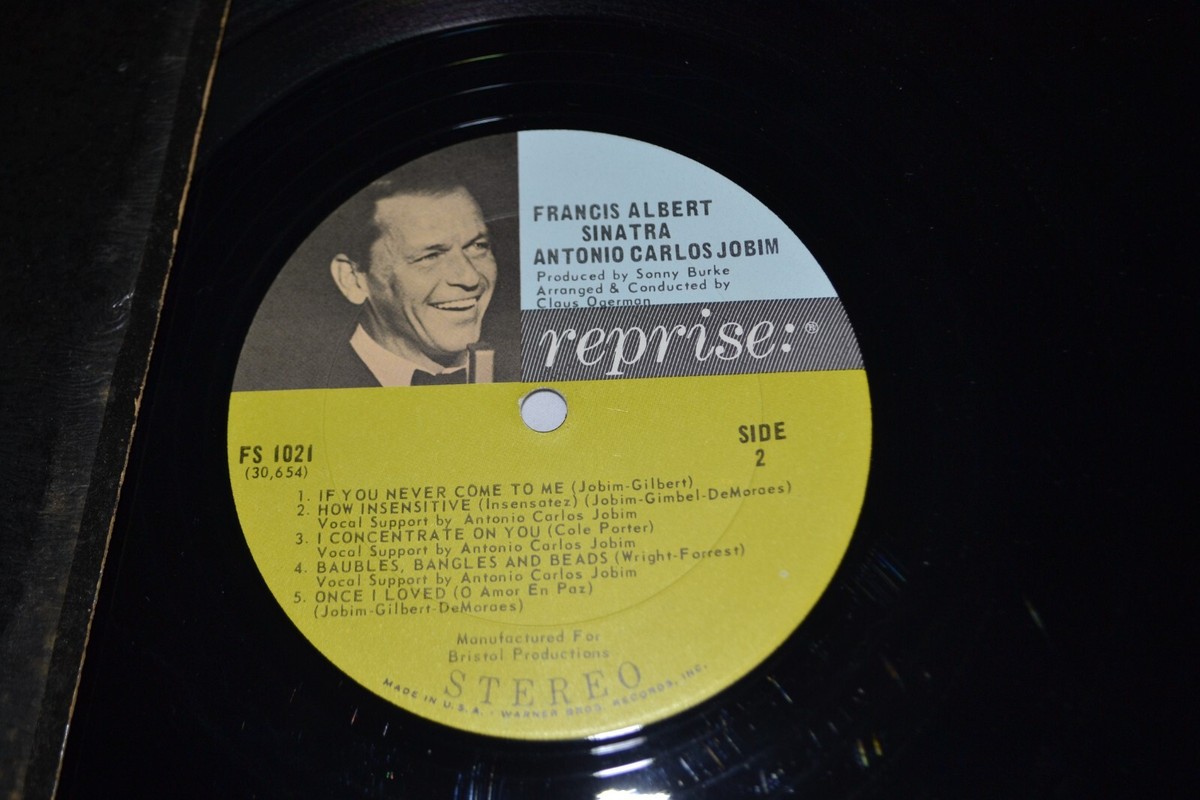 FRANCIS ALBERT
SINATRA
ANTONIO CARLOS JOBIM
Produced by Sonny Burke
Arranged & Conducted by
Claus Ogerman
reprise:®
FS 1021
(30,654)
SIDE
2
1. IF YOU NEVER COME TO ME (Jobim-Gilbert)
2. HOW INSENSITIVE (Insensatez) (Jobim-Gimbel-DeMoraes)
Vocal Support by Antonio Carlos Jobim
3. I CONCENTRATE ON YOU (Cole Porter)
Vocal Support by Antonio Carlos Jobim
4. BAUBLES, BANGLES AND BEADS (Wright-Forrest)
Vocal Support by Antonio Carlos Jobim
5. ONCE I LOVED (O Amor En Paz)
(Jobim-Gilbert-DeMoraes)
Manufactured For
Bristol Productions
STEREO
MADE IN U.S.A. · WARNER BROS. RECORDS, INC.